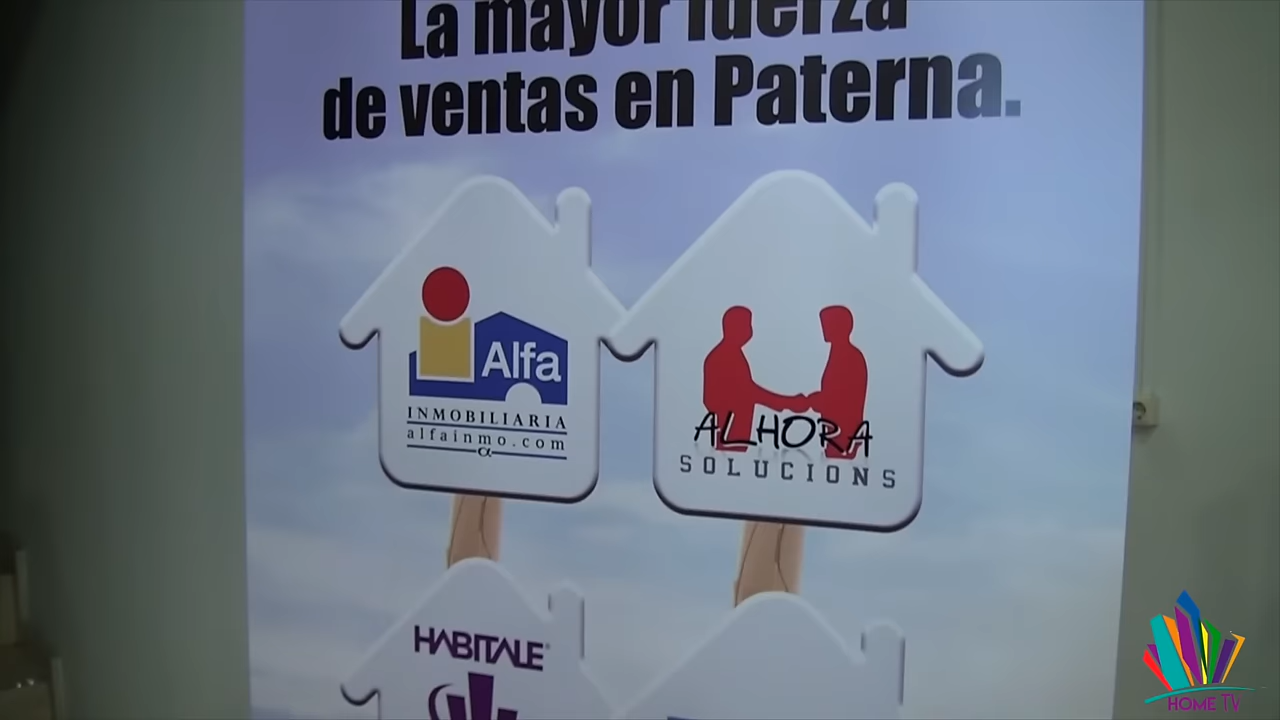 La mayor fuerza
de ventas en Paterna.
Alfa
INMOBILIARIA
alfainmo.com
α
ALHORA
SOLUCIONS
HABITALE
HOME TV